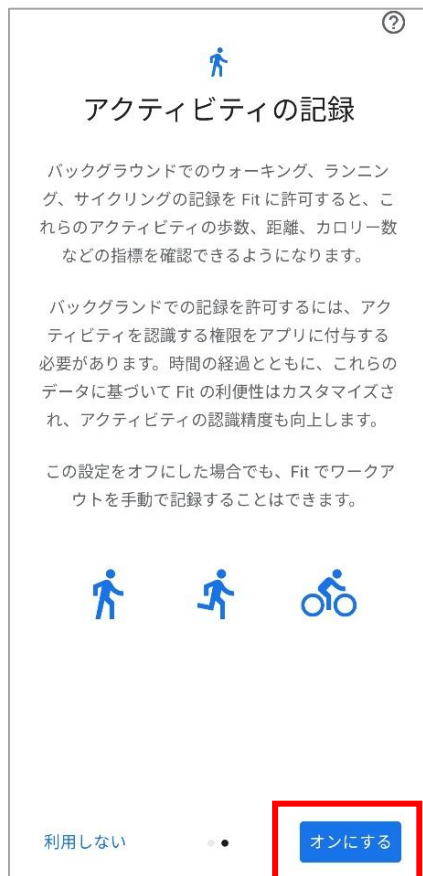 アクティビティの記録
バックグラウンドでのウォーキング、ランニン
グ、サイクリングの記録を Fit に許可すると、こ
れらのアクティビティの歩数、距離、カロリー数
などの指標を確認できるようになります。
バックグランドでの記録を許可するには、アク
ティビティを認識する権限をアプリに付与する
必要があります。時間の経過とともに、これらの
データに基づいて Fit の利便性はカスタマイズさ
れ、アクティビティの認識精度も向上します。
この設定をオフにした場合でも、Fit でワークア
ウトを手動で記録することはできます。
利用しない
オンにする